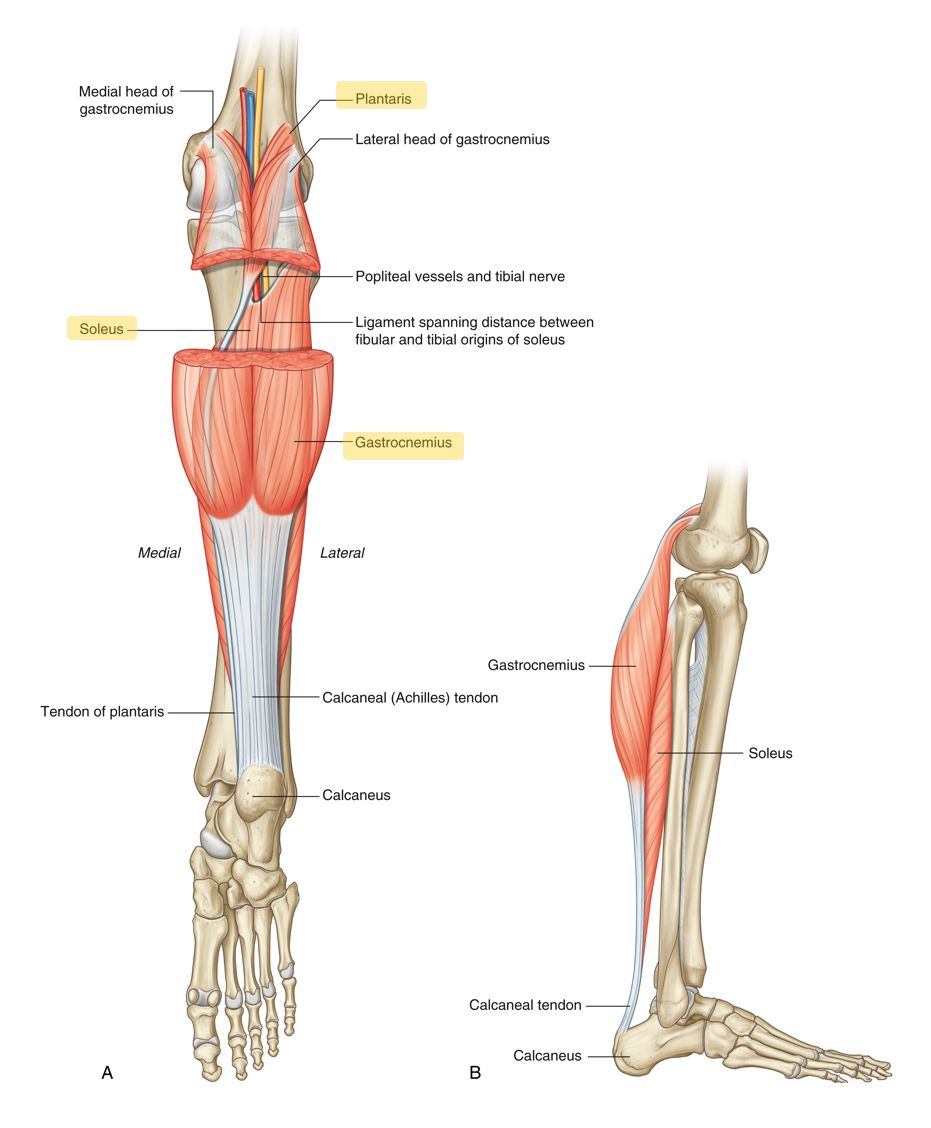 Medial head of
gastrocnemius
Plantaris
Lateral head of gastrocnemius
Popliteal vessels and tibial nerve
Soleus
Ligament spanning distance between
fibular and tibial origins of soleus
Gastrocnemius
Medial
Lateral
Tendon of plantaris
Calcaneal (Achilles) tendon
Calcaneus
A
Gastrocnemius
Soleus
Calcaneal tendon
Calcaneus
B